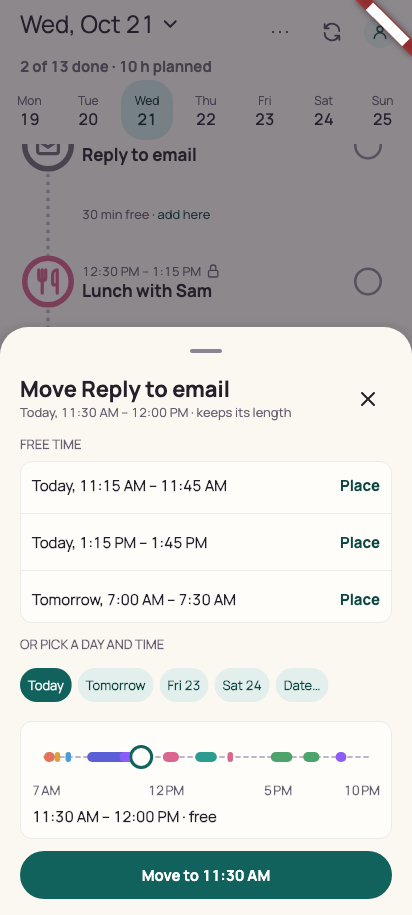 Wed, Oct 21
...
2 of 13 done · 10 h planned
Mon Tue Wed Thu Fri Sat Sun
19 20 21 22 23 24 25
Reply to email
30 min free · add here
12:30 PM – 1:15 PM
Lunch with Sam
Move Reply to email
Today, 11:30 AM – 12:00 PM · keeps its length
FREE TIME
Today, 11:15 AM – 11:45 AM Place
Today, 1:15 PM – 1:45 PM Place
Tomorrow, 7:00 AM – 7:30 AM Place
OR PICK A DAY AND TIME
Today Tomorrow Fri 23 Sat 24 Date...
7 AM 12 PM 5 PM 10 PM
11:30 AM – 12:00 PM · free
Move to 11:30 AM